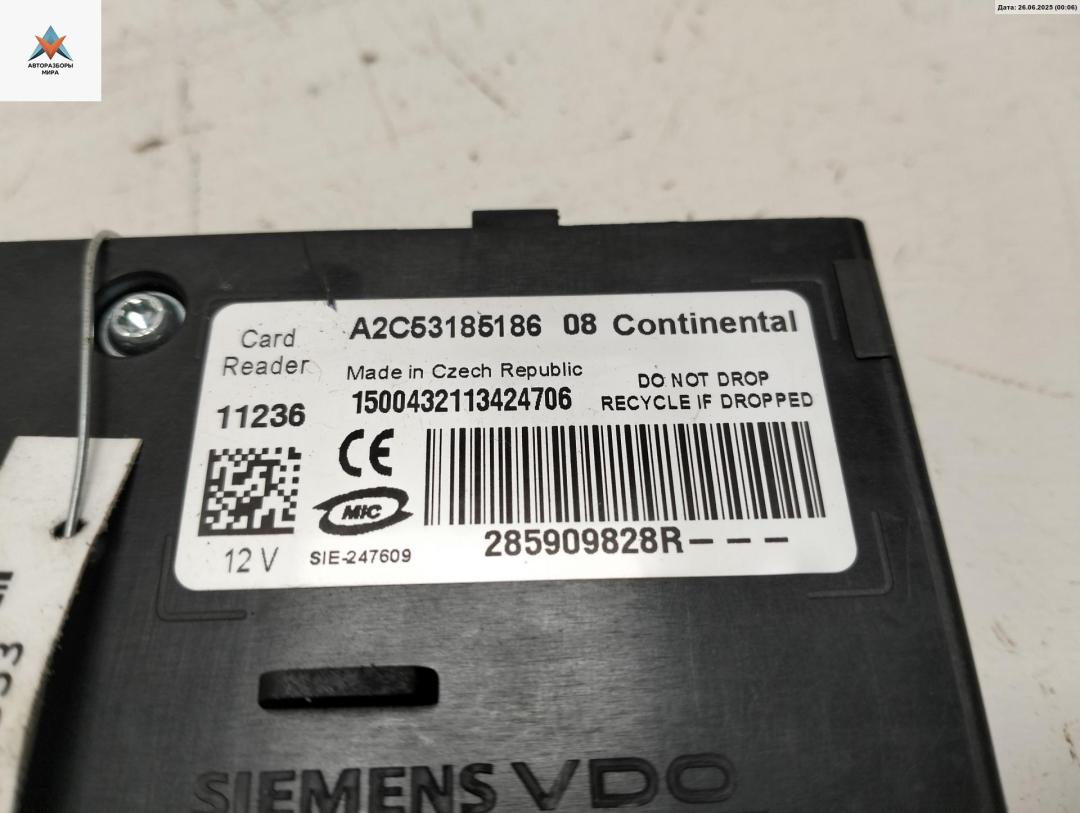 Дата: 26.06.2025 (00:06)
АВТОРАЗБОРЫ
МИРА
Card
Reader
A2C53185186 08 Continental
Made in Czech Republic
DO NOT DROP
RECYCLE IF DROPPED
11236
1500432113424706
CE
MIC
12 V
SIE-247609
285909828R---
SIEMENS VDO